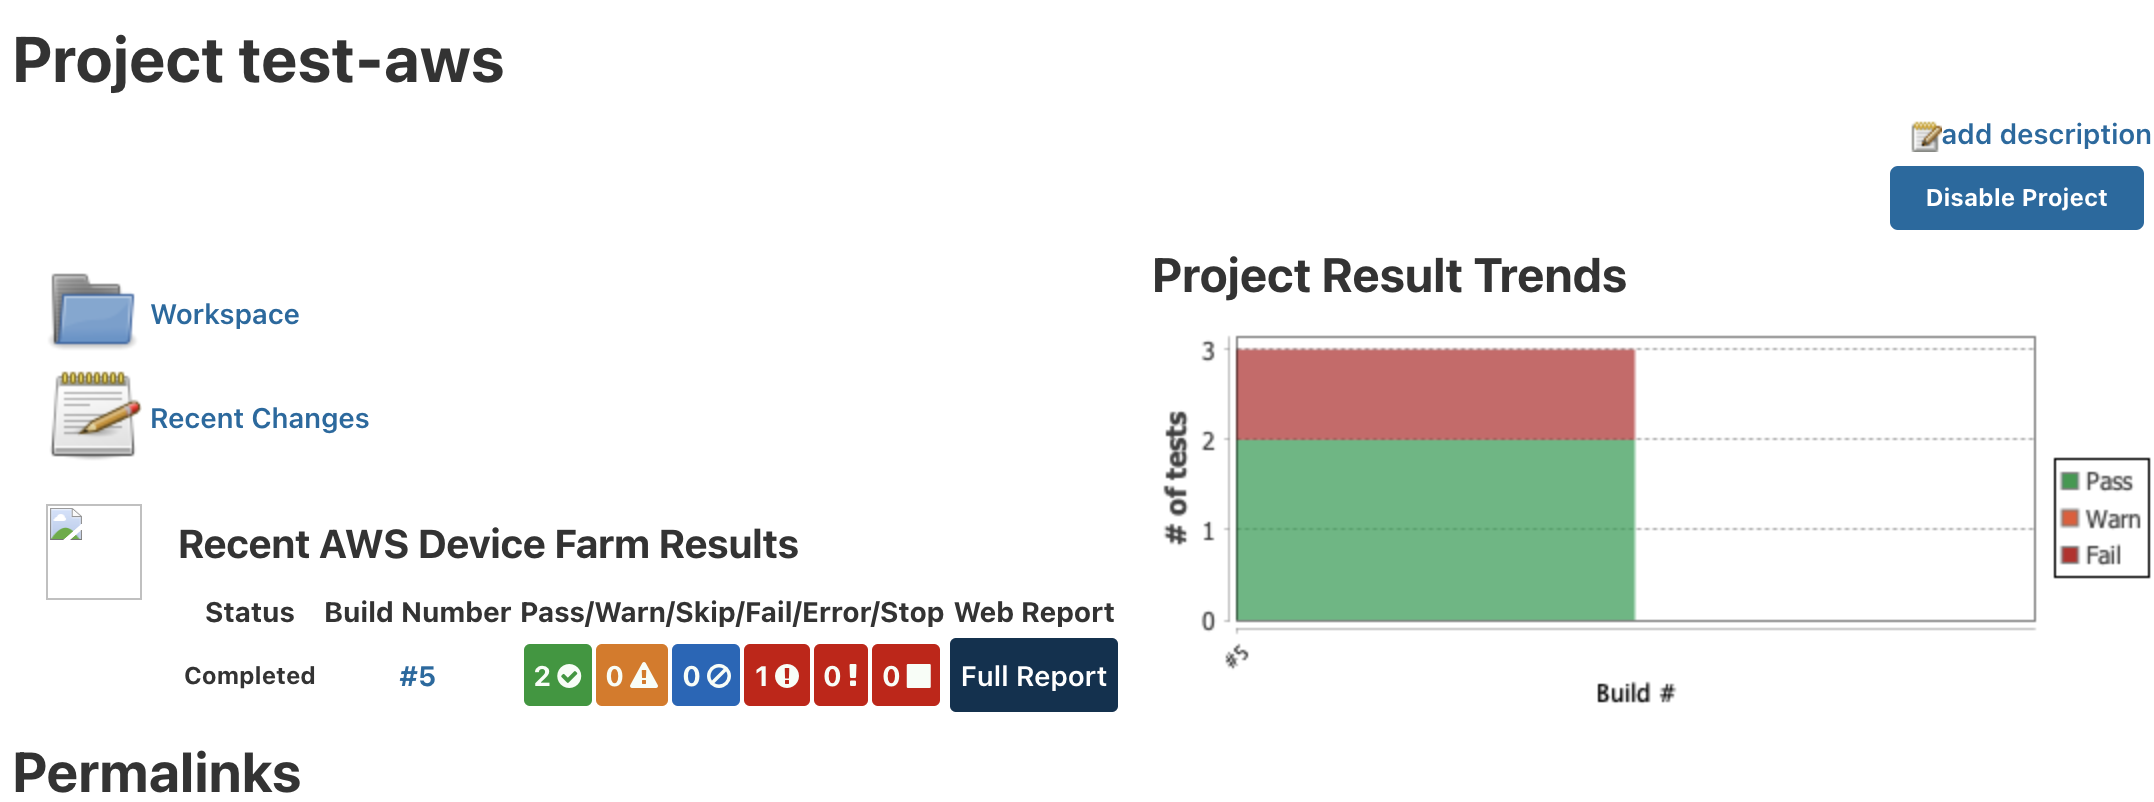 Project test-aws
add description
Disable Project
Workspace
Recent Changes
Recent AWS Device Farm Results
Status Build Number Pass/Warn/Skip/Fail/Error/Stop Web Report
Completed #5 2 0 0 1 0 0 Full Report
Project Result Trends
3
2
1
0
# of tests
#5
Build #
Pass
Warn
Fail
Permalinks